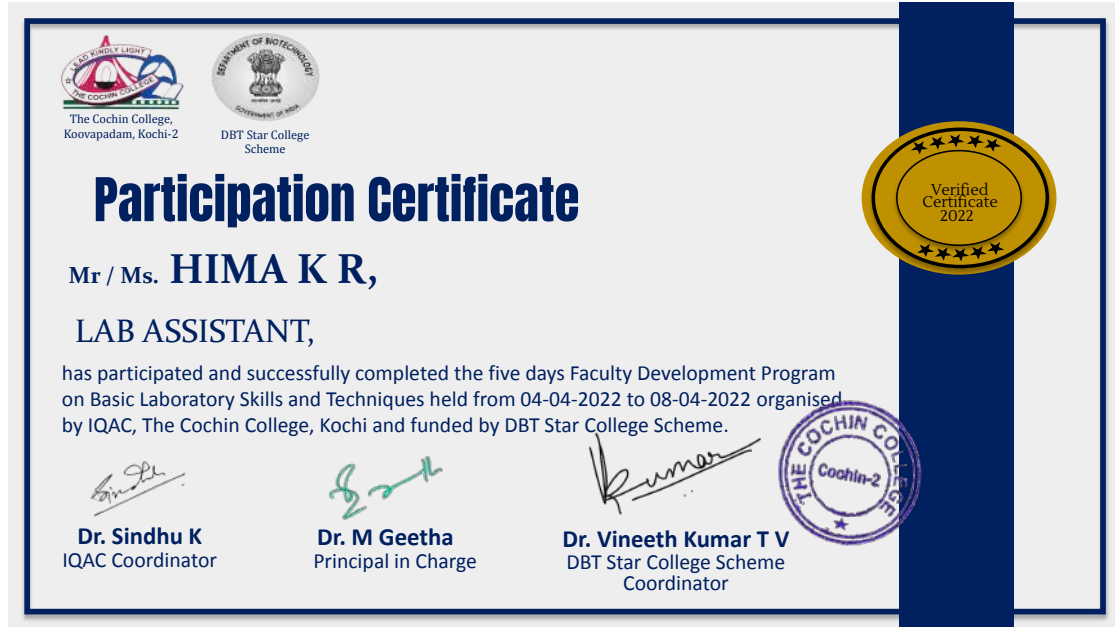 LEAD KINDLY LIGHT
THE COCHIN COLLEGE
The Cochin College,
Koovapadam, Kochi-2
DEPARTMENT OF BIOTECHNOLOGY
GOVERNMENT OF INDIA
DBT Star College
Scheme
Participation Certificate
Verified
Certificate
2022
Mr / Ms. HIMA K R,
LAB ASSISTANT,
has participated and successfully completed the five days Faculty Development Program
on Basic Laboratory Skills and Techniques held from 04-04-2022 to 08-04-2022 organised
by IQAC, The Cochin College, Kochi and funded by DBT Star College Scheme.
Sindhu
Kumar
THE COCHIN COLLEGE
Cochin-2
Dr. Sindhu K
IQAC Coordinator
Dr. M Geetha
Principal in Charge
Dr. Vineeth Kumar T V
DBT Star College Scheme
Coordinator